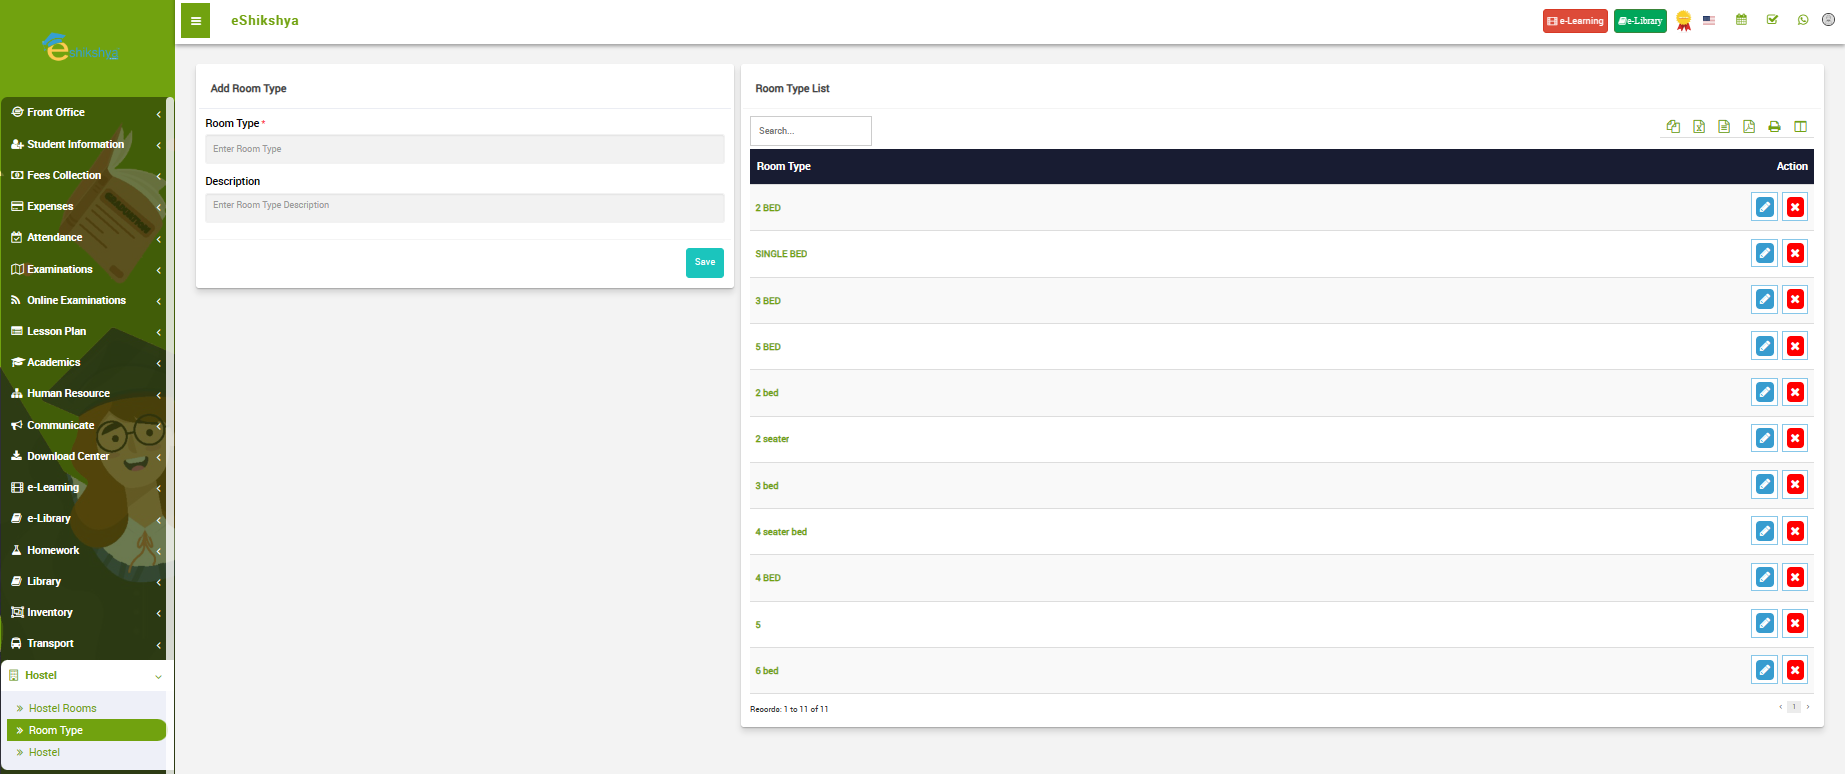 eshikshya
eShikshya
e-Learning
e-Library
Front Office
Student Information
Fees Collection
Expenses
Attendance
Examinations
Online Examinations
Lesson Plan
Academics
Human Resource
Communicate
Download Center
e-Learning
e-Library
Homework
Library
Inventory
Transport
Hostel
Hostel Rooms
Room Type
Hostel
GRADUATION
Add Room Type
Room Type *
Enter Room Type
Description
Enter Room Type Description
Save
Room Type List
Search...
Room Type Action
2 BED
SINGLE BED
3 BED
5 BED
2 bed
2 seater
3 bed
4 seater bed
4 BED
5
6 bed
Records: 1 to 11 of 11
1